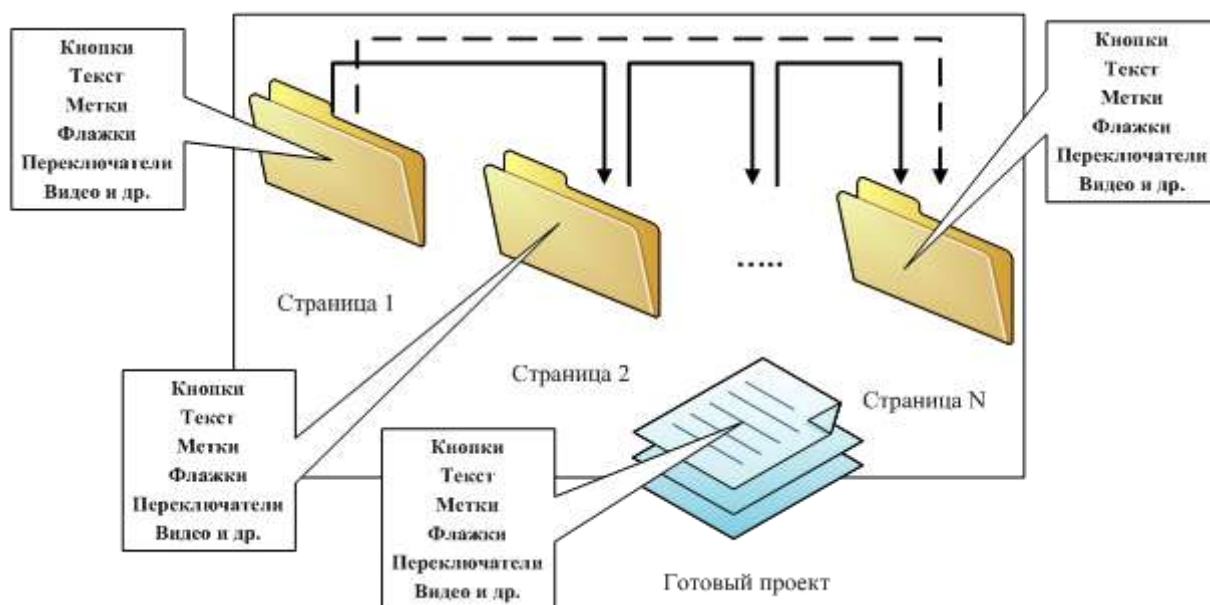 Кнопки
Текст
Метки
Флажки
Переключатели
Видео и др.
Кнопки
Текст
Метки
Флажки
Переключатели
Видео и др.
.....
Страница 1
Страница 2
Страница N
Кнопки
Текст
Метки
Флажки
Переключатели
Видео и др.
Кнопки
Текст
Метки
Флажки
Переключатели
Видео и др.
Готовый проект